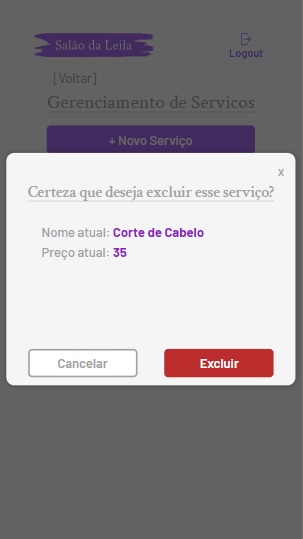 Salão da Leila
Logout
[Voltar]
Gerenciamento de Servicos
+ Novo Serviço
x
Certeza que deseja excluir esse serviço?
Nome atual: Corte de Cabelo
Preço atual: 35
Cancelar
Excluir